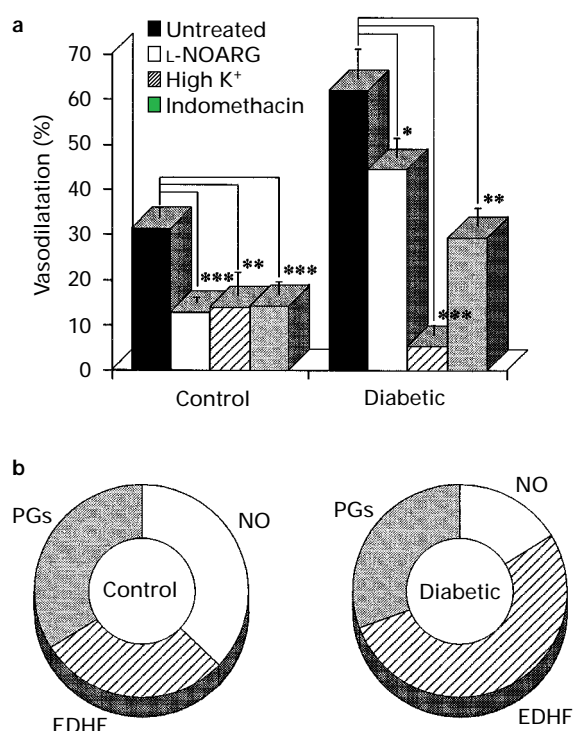 a
Untreated
L-NOARG
High K⁺
Indomethacin
Vasodilatation (%)
70
60
50
40
30
20
10
0
***
**
***
*
***
**
Control
Diabetic
b
PGs
NO
Control
EDHF
PGs
NO
Diabetic
EDHF